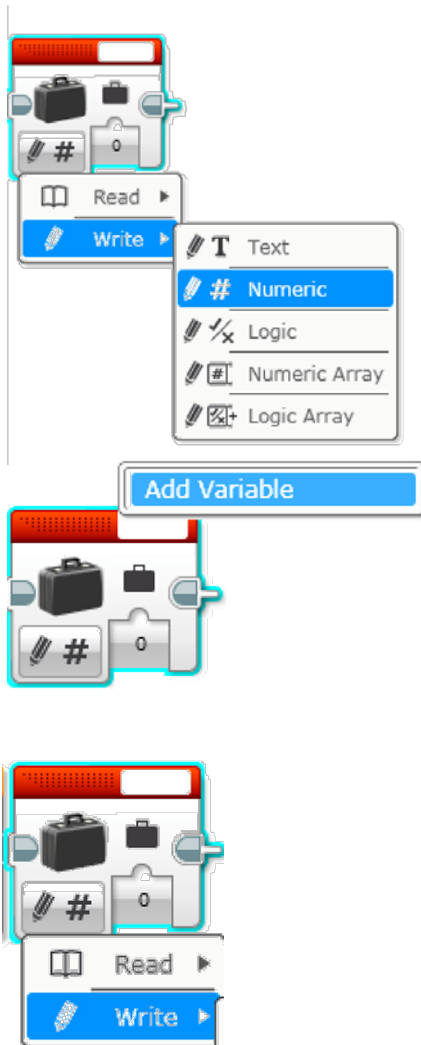 #
0
Read
Write
T Text
# Numeric
Logic
# Numeric Array
Logic Array
Add Variable
#
0
#
0
Read
Write